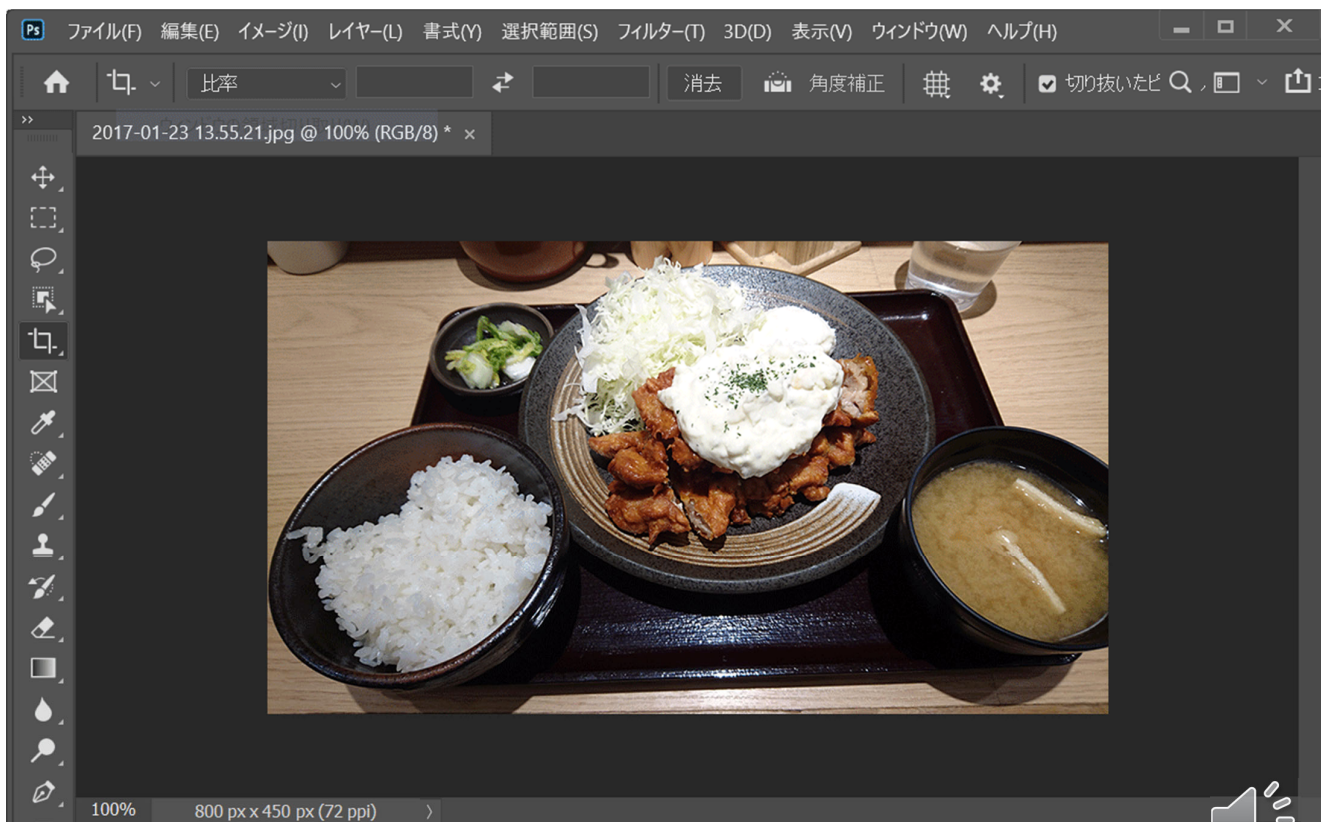 Ps ファイル(F) 編集(E) イメージ(I) レイヤー(L) 書式(Y) 選択範囲(S) フィルター(T) 3D(D) 表示(V) ウィンドウ(W) ヘルプ(H)
比率 消去 角度補正 切り抜いたピ
2017-01-23 13.55.21.jpg @ 100% (RGB/8) *
100% 800 px x 450 px (72 ppi)